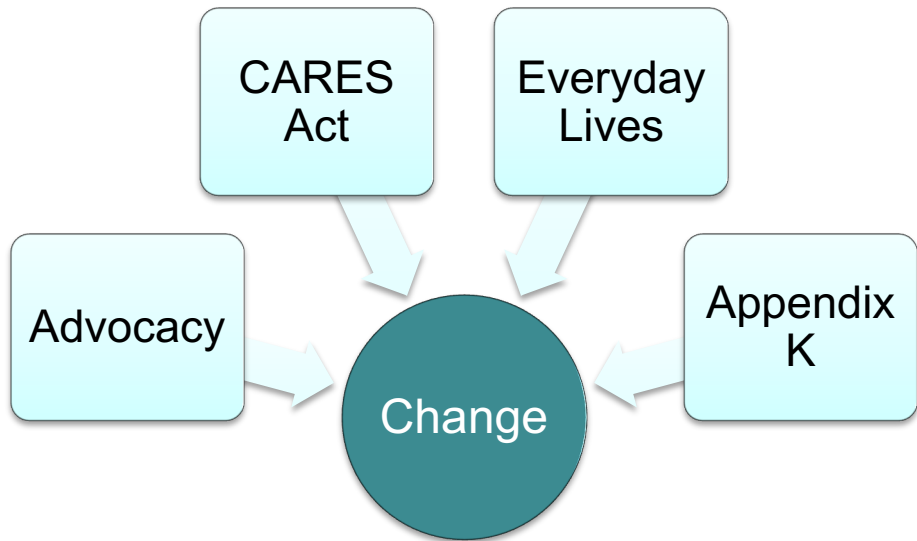 CARES
Act
Everyday
Lives
Advocacy
Appendix
K
Change